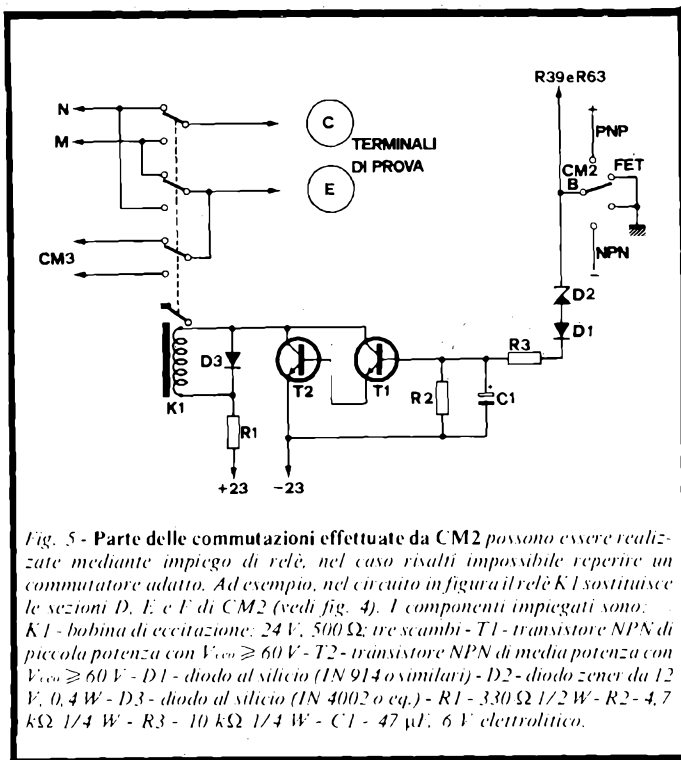 R39eR63
N
C
+
PNP
M
TERMINALI
DI PROVA
CM2
FET
B
E
CM3
NPN
-
D2
D1
R3
D3
K1
T2
T1
R2
+
C1
R1
+23
-23
Fig. 5 - Parte delle commutazioni effettuate da CM2 possono essere realiz-
zate mediante impiego di relè, nel caso risalti impossibile reperire un
commutatore adatto. Ad esempio, nel circuito in figura il relè K1 sostituisce
le sezioni D, E e F di CM2 (vedi fig. 4). I componenti impiegati sono:
K1 - bobina di eccitazione: 24 V, 500 Ω; tre scambi - T1 - transistore NPN di
piccola potenza con Vceo ⩾ 60 V - T2 - transistore NPN di media potenza con
Vceo ⩾ 60 V - D1 - diodo al silicio (1N 914 o similari) - D2 - diodo zener da 12
V, 0,4 W - D3 - diodo al silicio (1N 4002 o eq.) - R1 - 330 Ω 1/2 W - R2 - 4,7
kΩ 1/4 W - R3 - 10 kΩ 1/4 W - C1 - 47 µF, 6 V elettrolitico.